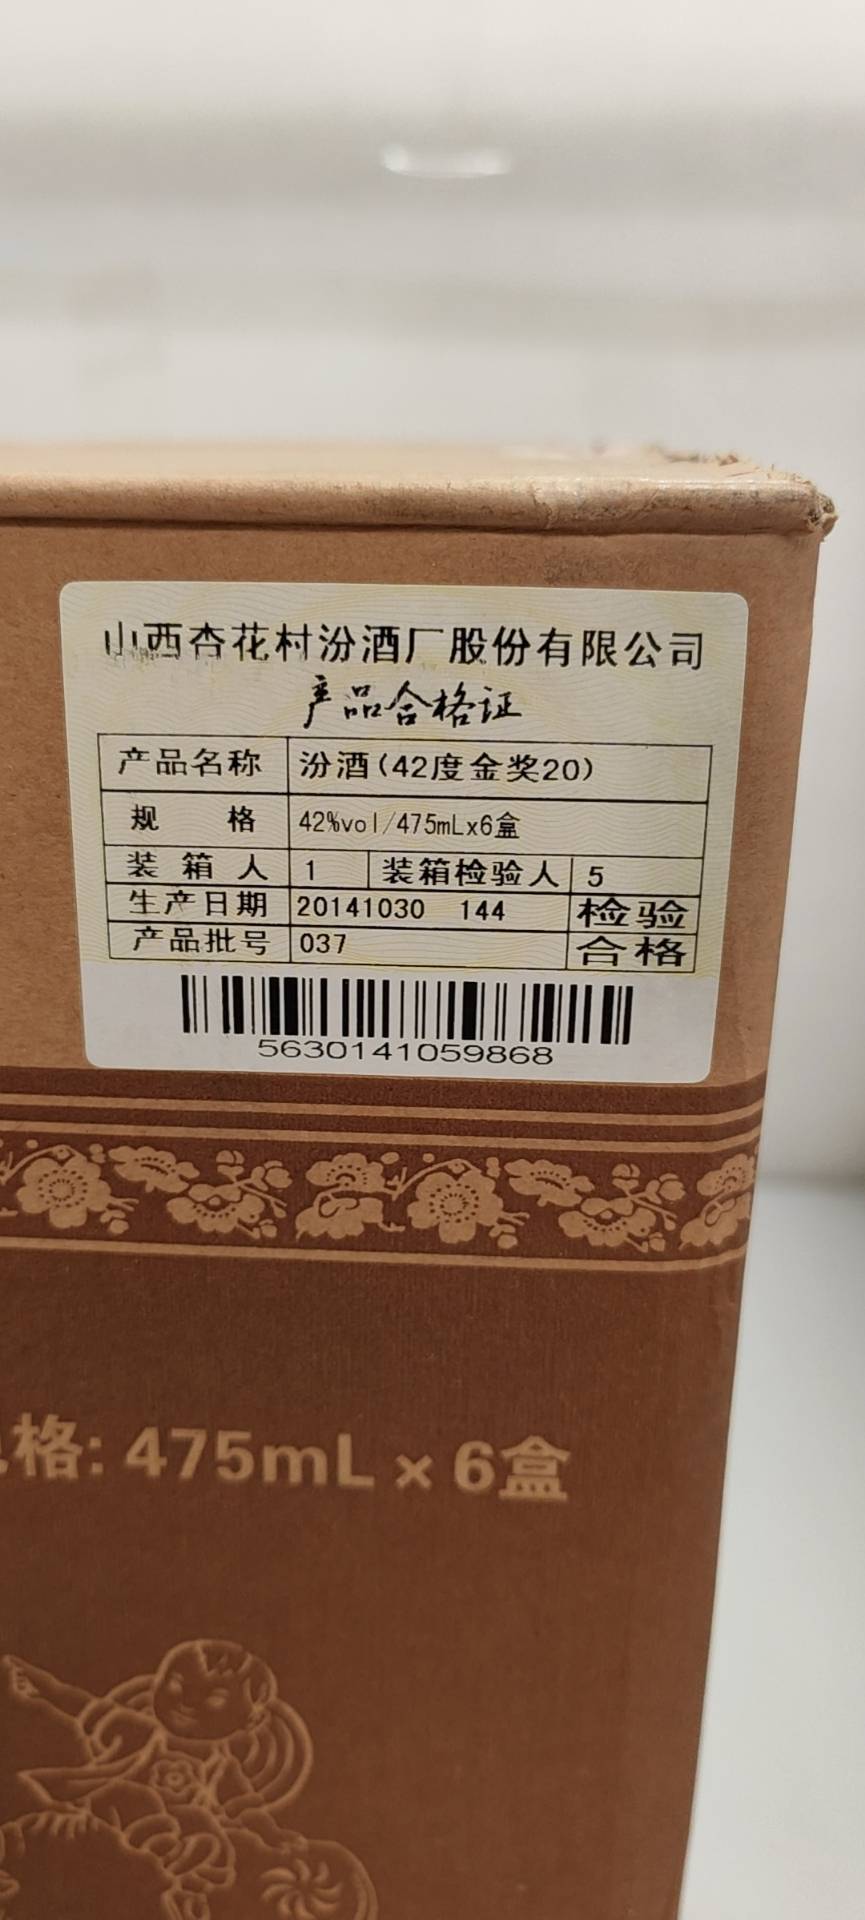 山西杏花村汾酒厂股份有限公司
产品合格证
产品名称 汾酒(42度金奖20)
规 格 42%vol/475mLx6盒
装箱人 1 装箱检验人 5
生产日期 20141030 144 检验
产品批号 037 合格
5630141059868
格: 475mL × 6盒